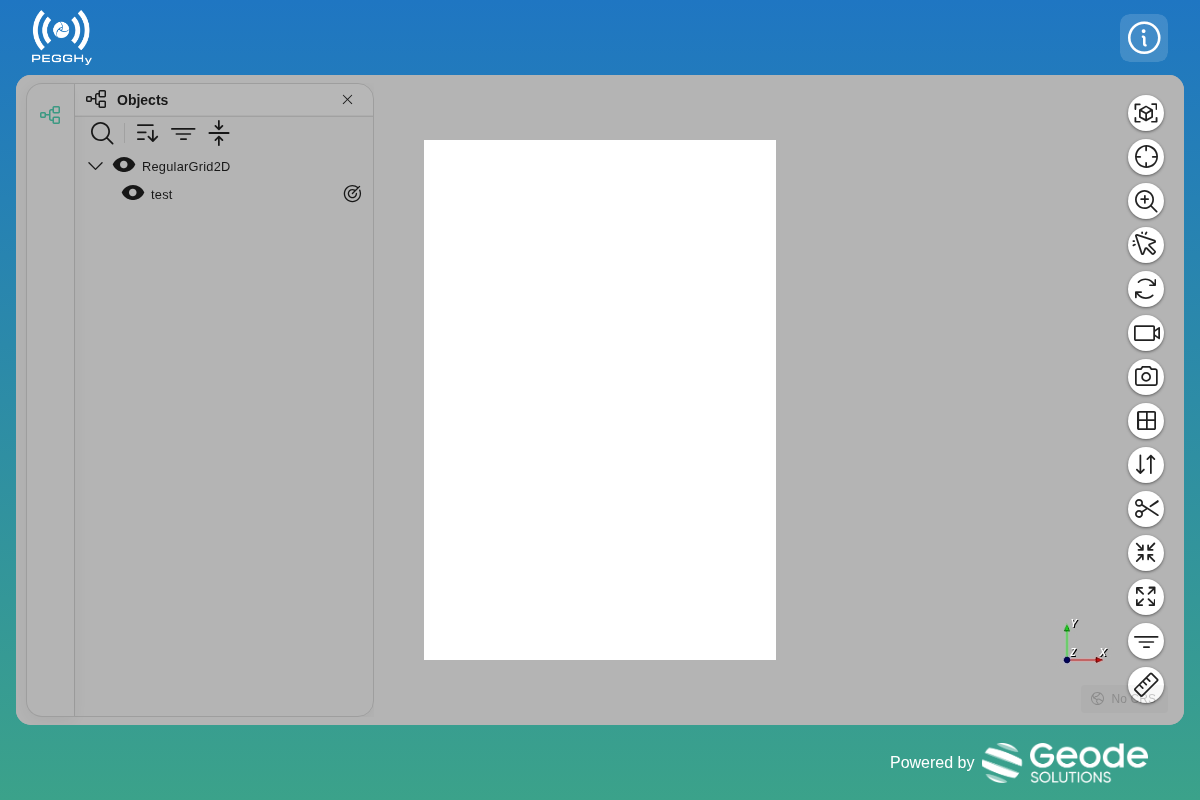 PEGGHy
Objects
RegularGrid2D
test
Y
Z
X
No CRS
Powered by
Geode
SOLUTIONS